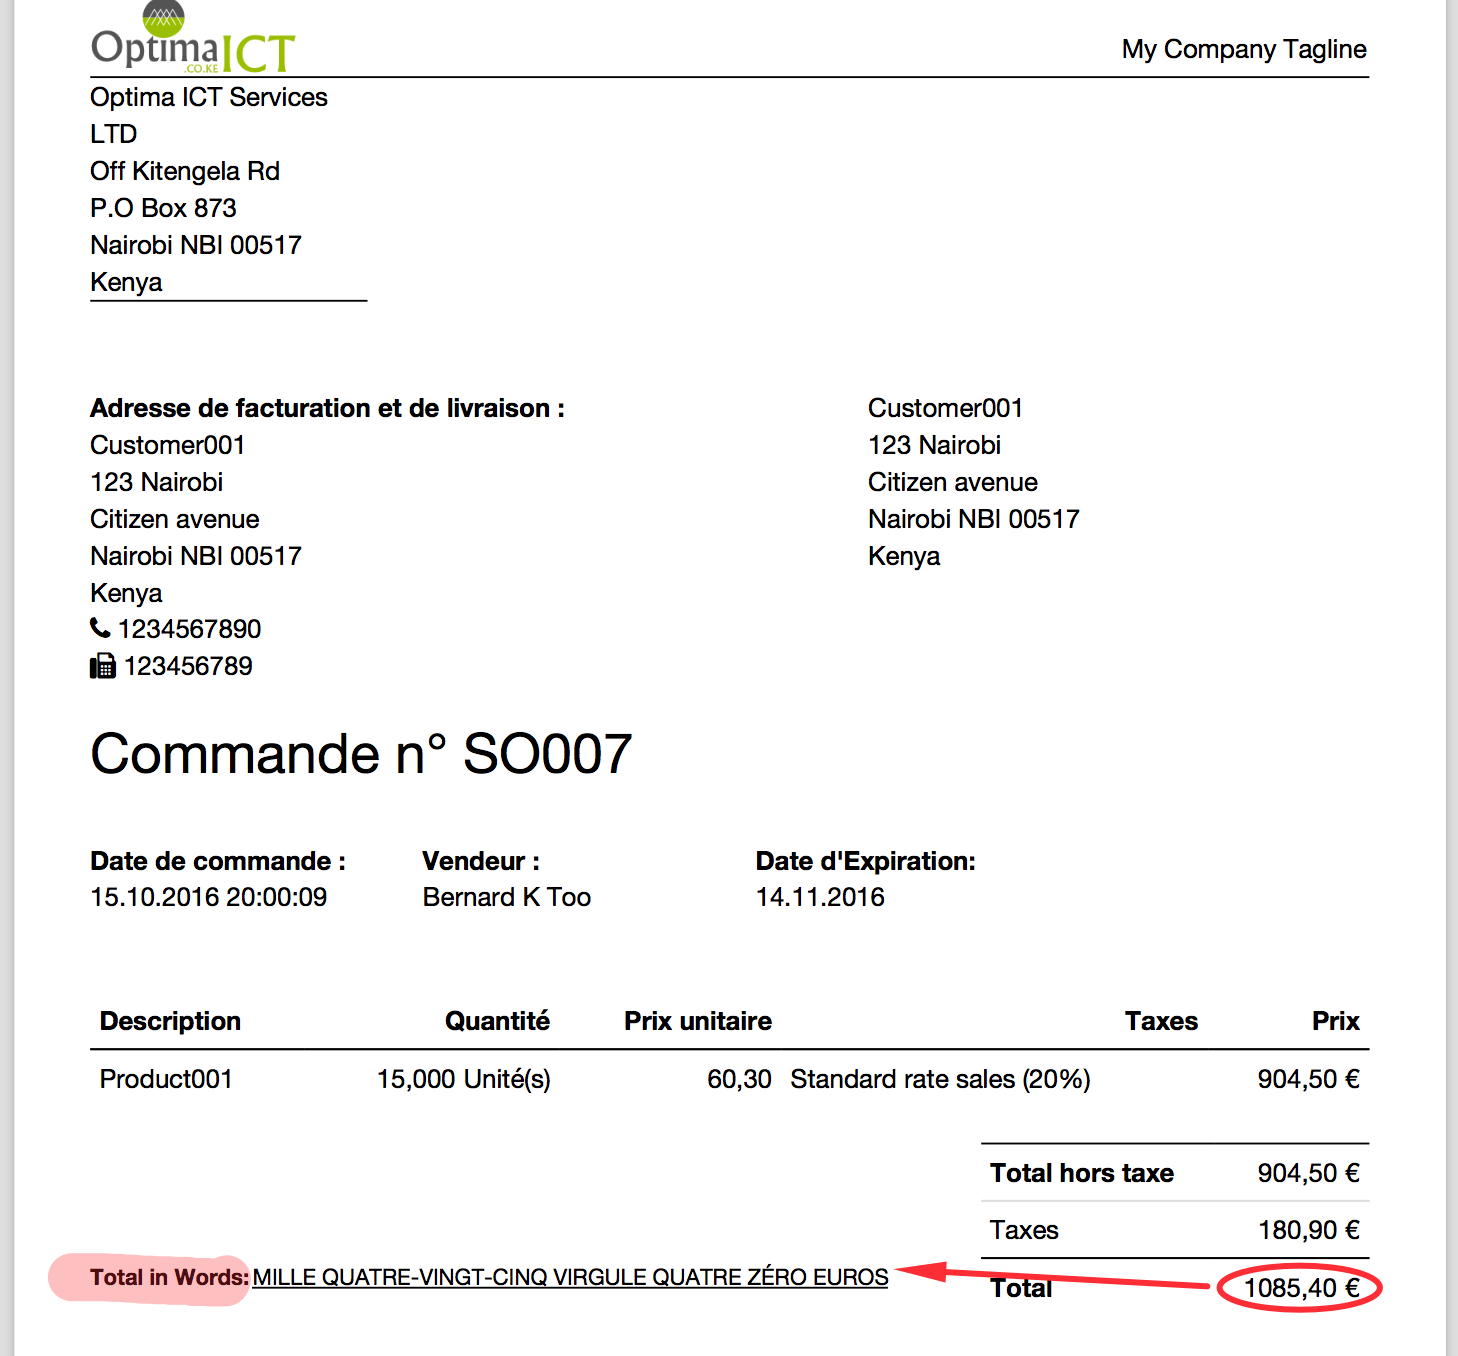 OptimaICT
.CO.KE
My Company Tagline
Optima ICT Services
LTD
Off Kitengela Rd
P.O Box 873
Nairobi NBI 00517
Kenya
Adresse de facturation et de livraison :
Customer001
123 Nairobi
Citizen avenue
Nairobi NBI 00517
Kenya
1234567890
123456789
Customer001
123 Nairobi
Citizen avenue
Nairobi NBI 00517
Kenya
Commande n° SO007
Date de commande : Vendeur : Date d'Expiration:
15.10.2016 20:00:09 Bernard K Too 14.11.2016
Description Quantité Prix unitaire Taxes Prix
Product001 15,000 Unité(s) 60,30 Standard rate sales (20%) 904,50 €
Total hors taxe 904,50 €
Taxes 180,90 €
Total in Words: MILLE QUATRE-VINGT-CINQ VIRGULE QUATRE ZÉRO EUROS
Total 1085,40 €